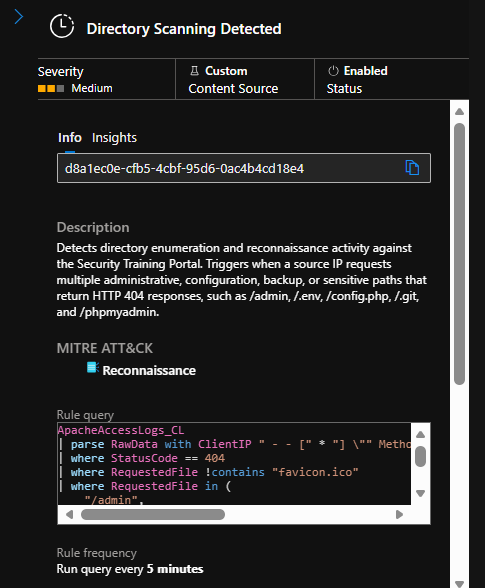 Directory Scanning Detected
Severity
Medium
Custom
Content Source
Enabled
Status
Info Insights
d8a1ec0e-cfb5-4cbf-95d6-0ac4b4cd18e4
Description
Detects directory enumeration and reconnaissance activity against
the Security Training Portal. Triggers when a source IP requests
multiple administrative, configuration, backup, or sensitive paths that
return HTTP 404 responses, such as /admin, /.env, /config.php, /.git,
and /phpmyadmin.
MITRE ATT&CK
Reconnaissance
Rule query
ApacheAccessLogs_CL
| parse RawData with ClientIP " - - [" * "] \"" Metho
| where StatusCode == 404
| where RequestedFile !contains "favicon.ico"
| where RequestedFile in (
"/admin",
Rule frequency
Run query every 5 minutes